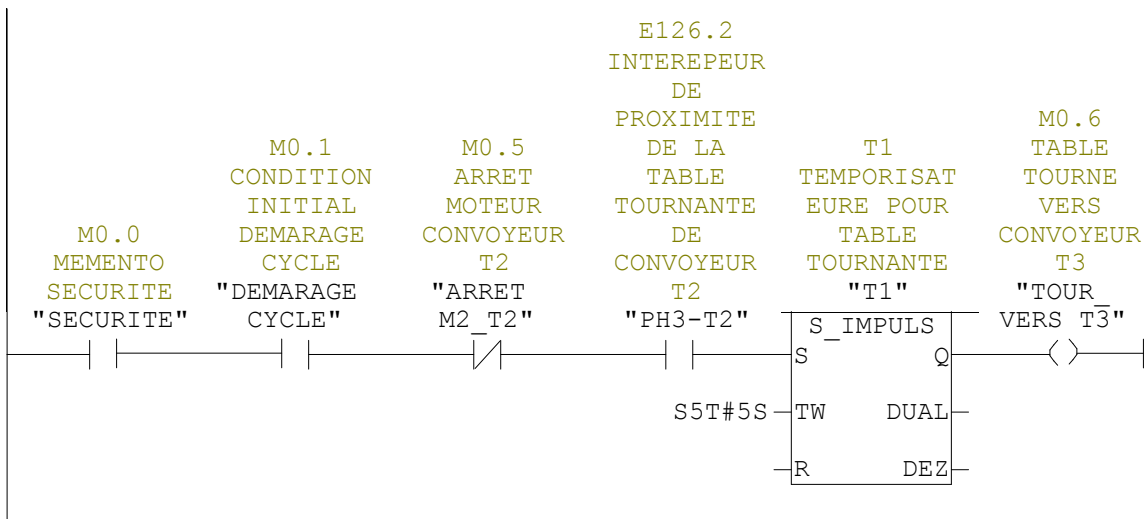 M0.0
MEMENTO
SECURITE
"SECURITE"
M0.1
CONDITION
INITIAL
DEMARAGE
CYCLE
"DEMARAGE
CYCLE"
M0.5
ARRET
MOTEUR
CONVOYEUR
T2
"ARRET
M2_T2"
E126.2
INTEREPEUR
DE
PROXIMITE
DE LA
TABLE
TOURNANTE
DE
CONVOYEUR
T2
"PH3-T2"
T1
TEMPORISAT
EURE POUR
TABLE
TOURNANTE
"T1"
S_IMPULS
S
Q
S5T#5S
TW
DUAL
R
DEZ
M0.6
TABLE
TOURNE
VERS
CONVOYEUR
T3
"TOUR_
VERS T3"